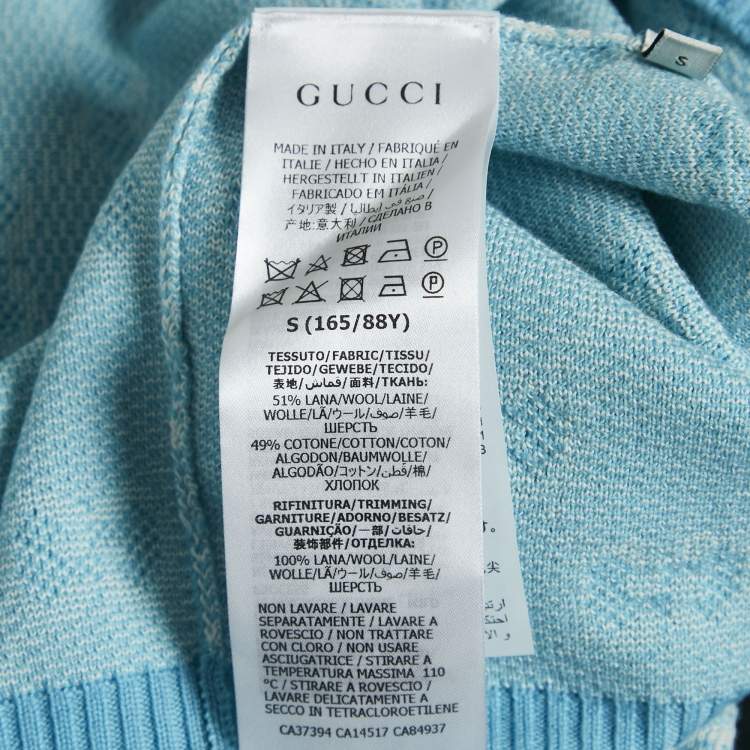 GUCCI
MADE IN ITALY / FABRIQUÉ EN
ITALIE / HECHO EN ITALIA /
HERGESTELLT IN ITALIEN /
FABRICADO EM ITÁLIA /
イタリア製 / صنع في إيطاليا /
产地:意大利 / СДЕЛАНО В
ИТАЛИИ
P
P
S (165/88Y)
TESSUTO/FABRIC/TISSU/
TEJIDO/GEWEBE/TECIDO/
表地/قماش/面料/ТКАНЬ:
51% LANA/WOOL/LAINE/
WOLLE/LÃ/ウール/صوف/羊毛/
ШЕРСТЬ
49% COTONE/COTTON/COTON/
ALGODON/BAUMWOLLE/
ALGODÃO/コットン/قطن/棉/
ХЛОПОК
RIFINITURA/TRIMMING/
GARNITURE/ADORNO/BESATZ/
GUARNIÇÃO/一部/حافات/
装饰部件/ОТДЕЛКА:
100% LANA/WOOL/LAINE/
WOLLE/LÃ/ウール/صوف/羊毛/
ШЕРСТЬ
NON LAVARE / LAVARE
SEPARATAMENTE / LAVARE A
ROVESCIO / NON TRATTARE
CON CLORO / NON USARE
ASCIUGATRICE / STIRARE A
TEMPERATURA MASSIMA 110
°C / STIRARE A ROVESCIO /
LAVARE DELICATAMENTE A
SECCO IN TETRACLOROETILENE
CA37394 CA14517 CA84937
S